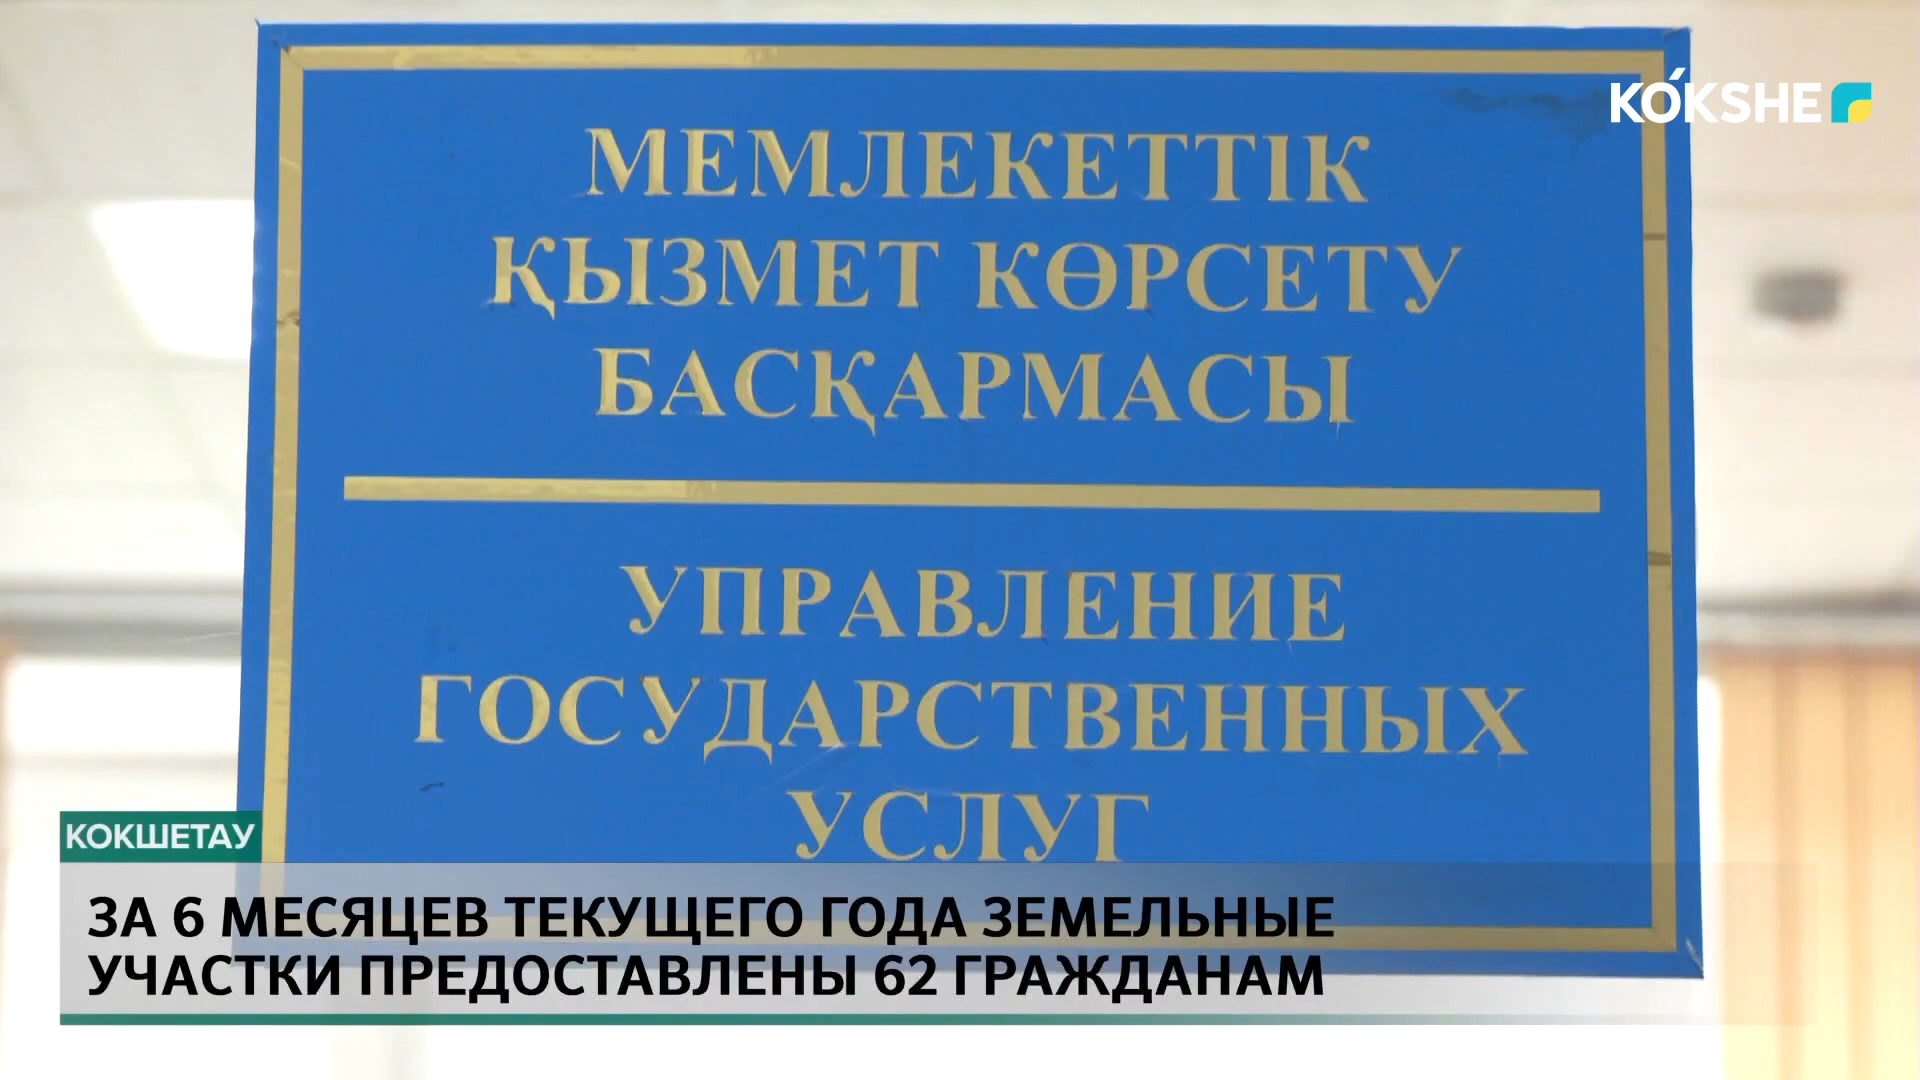 KÓKSHE
МЕМЛЕКЕТТІК
ҚЫЗМЕТ КӨРСЕТУ
БАСҚАРМАСЫ
УПРАВЛЕНИЕ
ГОСУДАРСТВЕННЫХ
УСЛУГ
КОКШЕТАУ
ЗА 6 МЕСЯЦЕВ ТЕКУЩЕГО ГОДА ЗЕМЕЛЬНЫЕ
УЧАСТКИ ПРЕДОСТАВЛЕНЫ 62 ГРАЖДАНАМ